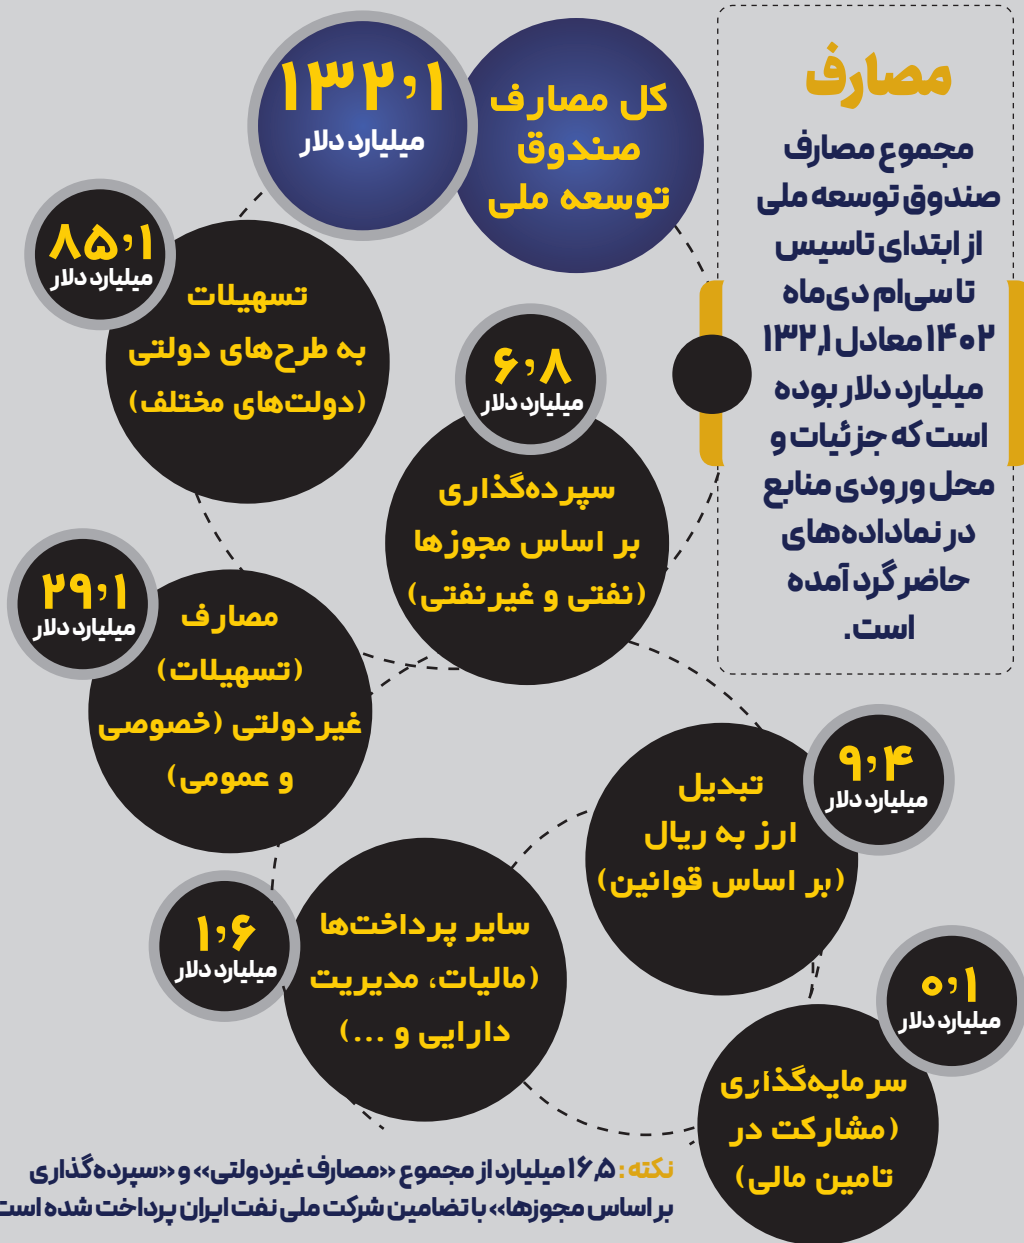 مصارف
مجموع مصارف
صندوق توسعه ملی
از ابتدای تاسیس
تا سی‌ام دی‌ماه
۱۴۰۲ معادل ۱۳۲,۱
میلیارد دلار بوده
است که جزئیات و
محل ورودی منابع
در نماداده‌های
حاضر گرد آمده
است.
کل مصارف
صندوق
توسعه ملی
۱۳۲,۱
میلیارد دلار
تسهیلات
به طرح‌های دولتی
(دولت‌های مختلف)
۸۵,۱
میلیارد دلار
۶,۸
میلیارد دلار
سپرده‌گذاری
بر اساس مجوزها
(نفتی و غیرنفتی)
۲۹,۱
میلیارد دلار
مصارف
(تسهیلات)
غیردولتی (خصوصی
و عمومی)
۹,۴
میلیارد دلار
تبدیل
ارز به ریال
(بر اساس قوانین)
۱,۶
میلیارد دلار
سایر پرداخت‌ها
(مالیات، مدیریت
دارایی و ...)
۰,۱
میلیارد دلار
سرمایه‌گذاری
(مشارکت در
تامین مالی)
نکته: ۱۶,۵ میلیارد از مجموع «مصارف غیردولتی» و «سپرده‌گذاری
بر اساس مجوزها» با تضامین شرکت ملی نفت ایران پرداخت شده است